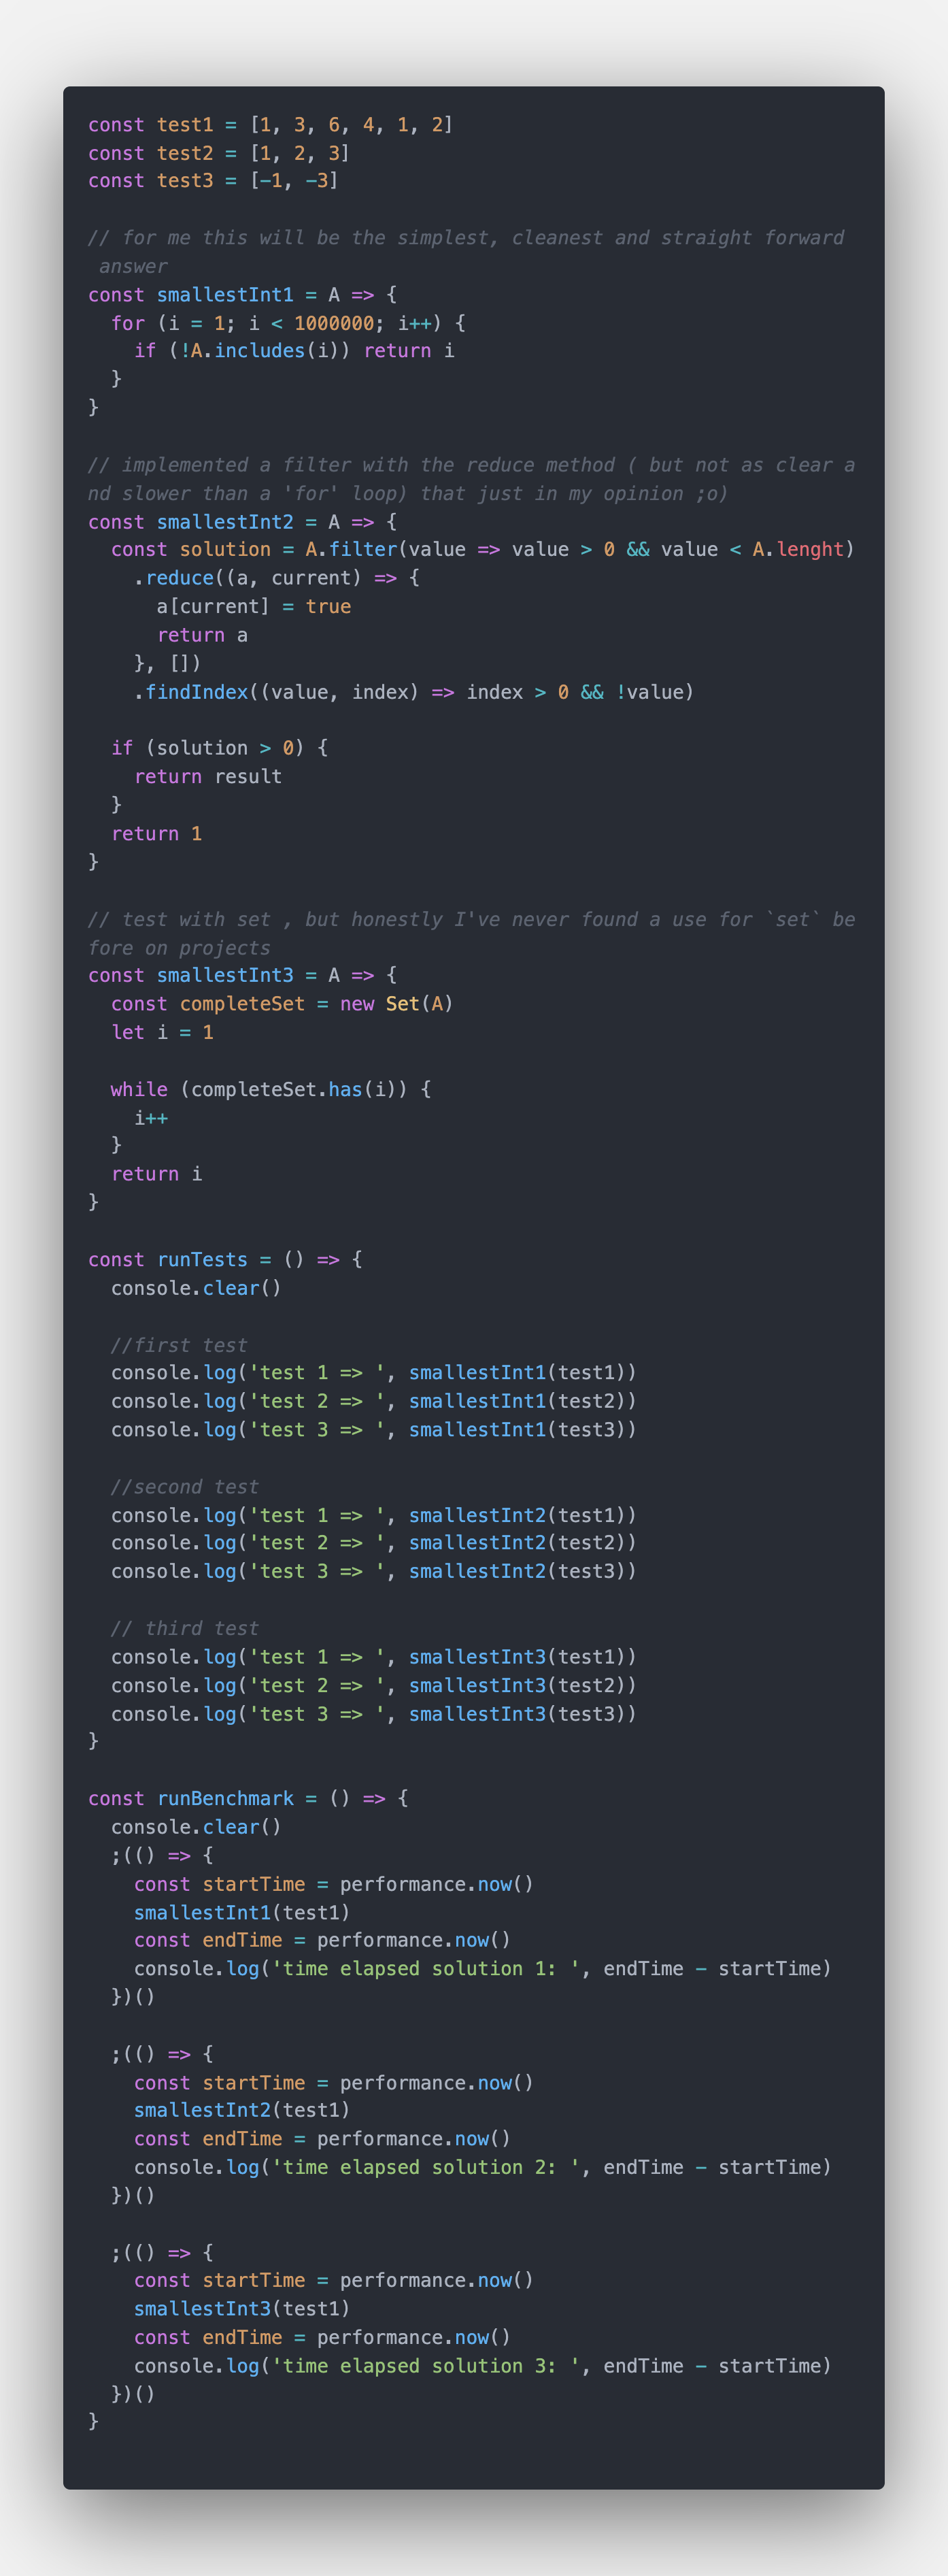 const test1 = [1, 3, 6, 4, 1, 2]
const test2 = [1, 2, 3]
const test3 = [-1, -3]

// for me this will be the simplest, cleanest and straight forward
 answer
const smallestInt1 = A => {
  for (i = 1; i < 1000000; i++) {
    if (!A.includes(i)) return i
  }
}

// implemented a filter with the reduce method ( but not as clear a
nd slower than a 'for' loop) that just in my opinion ;o)
const smallestInt2 = A => {
  const solution = A.filter(value => value > 0 && value < A.lenght)
    .reduce((a, current) => {
      a[current] = true
      return a
    }, [])
    .findIndex((value, index) => index > 0 && !value)

  if (solution > 0) {
    return result
  }
  return 1
}

// test with set , but honestly I've never found a use for `set` be
fore on projects
const smallestInt3 = A => {
  const completeSet = new Set(A)
  let i = 1

  while (completeSet.has(i)) {
    i++
  }
  return i
}

const runTests = () => {
  console.clear()

  //first test
  console.log('test 1 => ', smallestInt1(test1))
  console.log('test 2 => ', smallestInt1(test2))
  console.log('test 3 => ', smallestInt1(test3))

  //second test
  console.log('test 1 => ', smallestInt2(test1))
  console.log('test 2 => ', smallestInt2(test2))
  console.log('test 3 => ', smallestInt2(test3))

  // third test
  console.log('test 1 => ', smallestInt3(test1))
  console.log('test 2 => ', smallestInt3(test2))
  console.log('test 3 => ', smallestInt3(test3))
}

const runBenchmark = () => {
  console.clear()
  ;(() => {
    const startTime = performance.now()
    smallestInt1(test1)
    const endTime = performance.now()
    console.log('time elapsed solution 1: ', endTime - startTime)
  })()

  ;(() => {
    const startTime = performance.now()
    smallestInt2(test1)
    const endTime = performance.now()
    console.log('time elapsed solution 2: ', endTime - startTime)
  })()

  ;(() => {
    const startTime = performance.now()
    smallestInt3(test1)
    const endTime = performance.now()
    console.log('time elapsed solution 3: ', endTime - startTime)
  })()
}